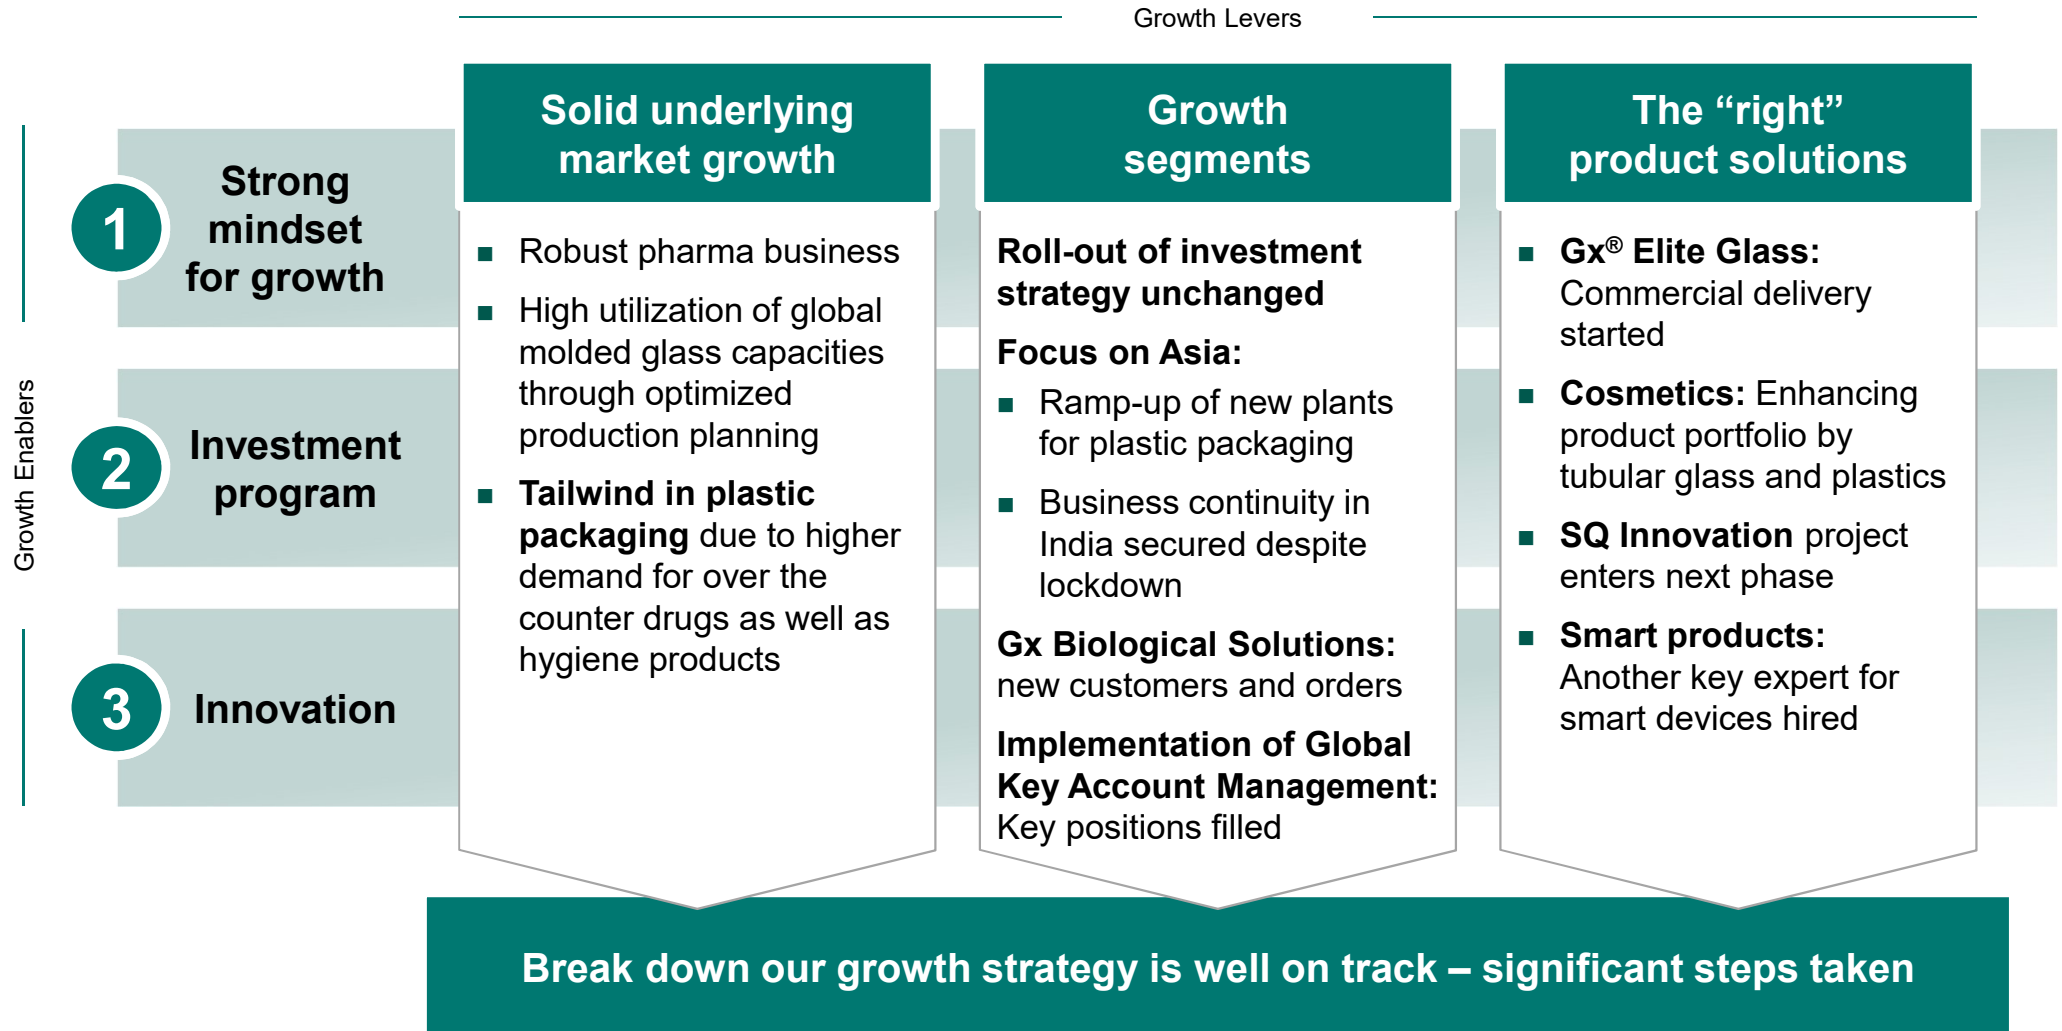 Growth Levers
Growth Enablers
1
Strong
mindset
for growth
2
Investment
program
3
Innovation
Solid underlying
market growth
■ Robust pharma business
■ High utilization of global
molded glass capacities
through optimized
production planning
■ Tailwind in plastic
packaging due to higher
demand for over the
counter drugs as well as
hygiene products
Growth
segments
Roll-out of investment
strategy unchanged
Focus on Asia:
■ Ramp-up of new plants
for plastic packaging
■ Business continuity in
India secured despite
lockdown
Gx Biological Solutions:
new customers and orders
Implementation of Global
Key Account Management:
Key positions filled
The “right”
product solutions
■ Gx® Elite Glass:
Commercial delivery
started
■ Cosmetics: Enhancing
product portfolio by
tubular glass and plastics
■ SQ Innovation project
enters next phase
■ Smart products:
Another key expert for
smart devices hired
Break down our growth strategy is well on track – significant steps taken